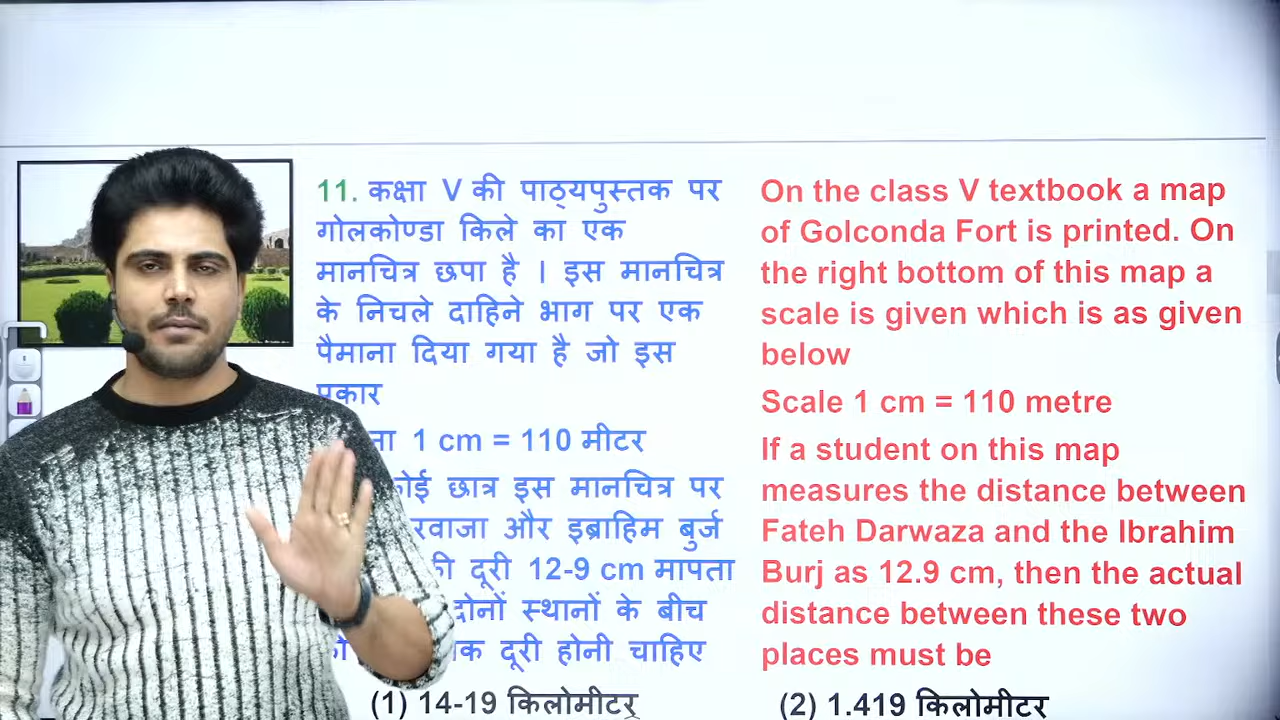 11. कक्षा V की पाठ्यपुस्तक पर
गोलकोण्डा किले का एक
मानचित्र छपा है । इस मानचित्र
के निचले दाहिने भाग पर एक
पैमाना दिया गया है जो इस
1 cm = 110 मीटर
छात्र इस मानचित्र पर
और इब्राहिम बुर्ज
दूरी 12-9 cm मापता
दोनों स्थानों के बीच
दूरी होनी चाहिए
(1) 14-19 किलोमीटर
On the class V textbook a map
of Golconda Fort is printed. On
the right bottom of this map a
scale is given which is as given
below
Scale 1 cm = 110 metre
If a student on this map
measures the distance between
Fateh Darwaza and the Ibrahim
Burj as 12.9 cm, then the actual
distance between these two
places must be
(2) 1.419 किलोमीटर